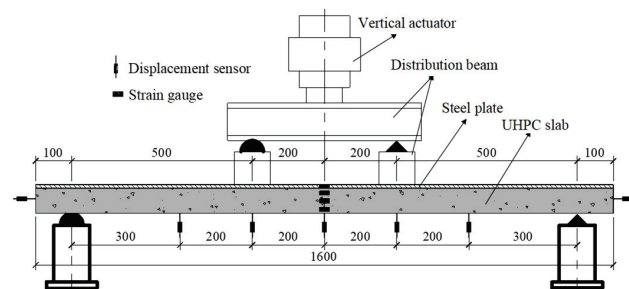 Vertical actuator
Displacement sensor
Distribution beam
Strain gauge
Steel plate
UHPC slab
100 500 200 200 500 100
300 200 200 200 200 300
1600